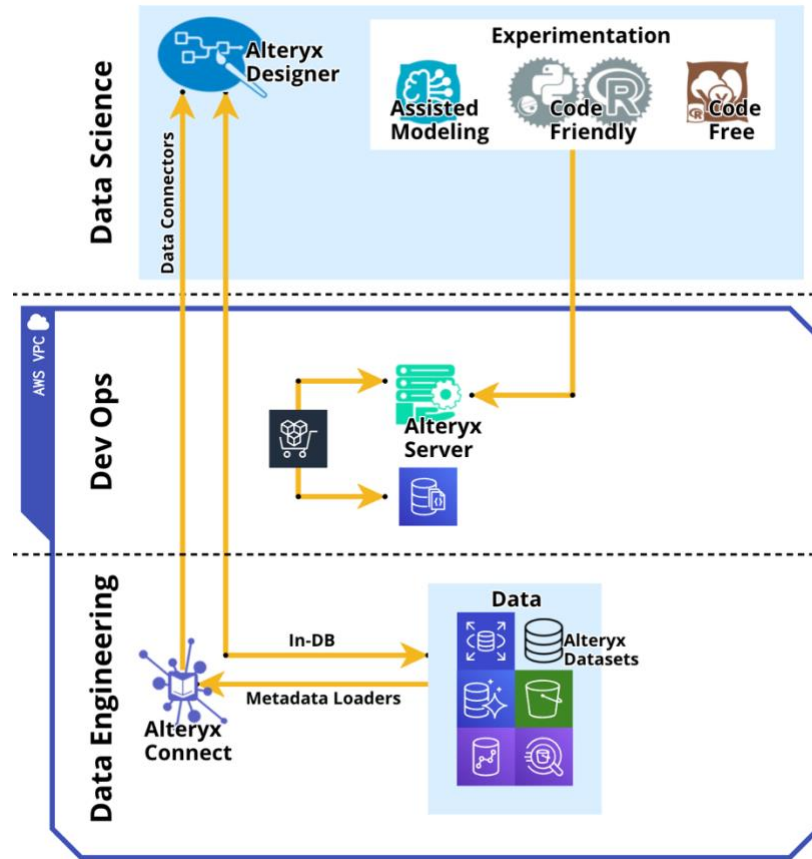 Data Science
Alteryx
Designer
Experimentation
Assisted
Modeling
Code
Friendly
R
R
Code
Free
Data Connectors
AWS VPC
Dev Ops
Alteryx
Server
Data Engineering
In-DB
Metadata Loaders
Alteryx
Connect
Data
Alteryx
Datasets